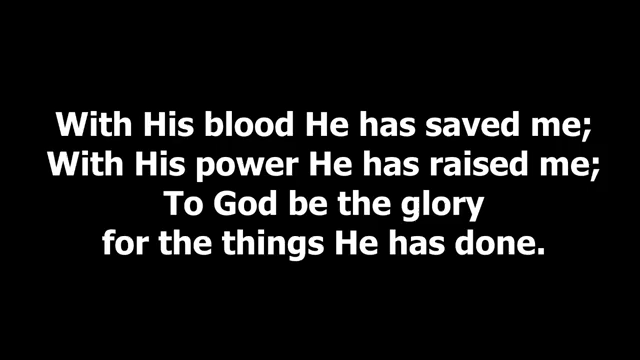 With His blood He has saved me;
With His power He has raised me;
To God be the glory
for the things He has done.